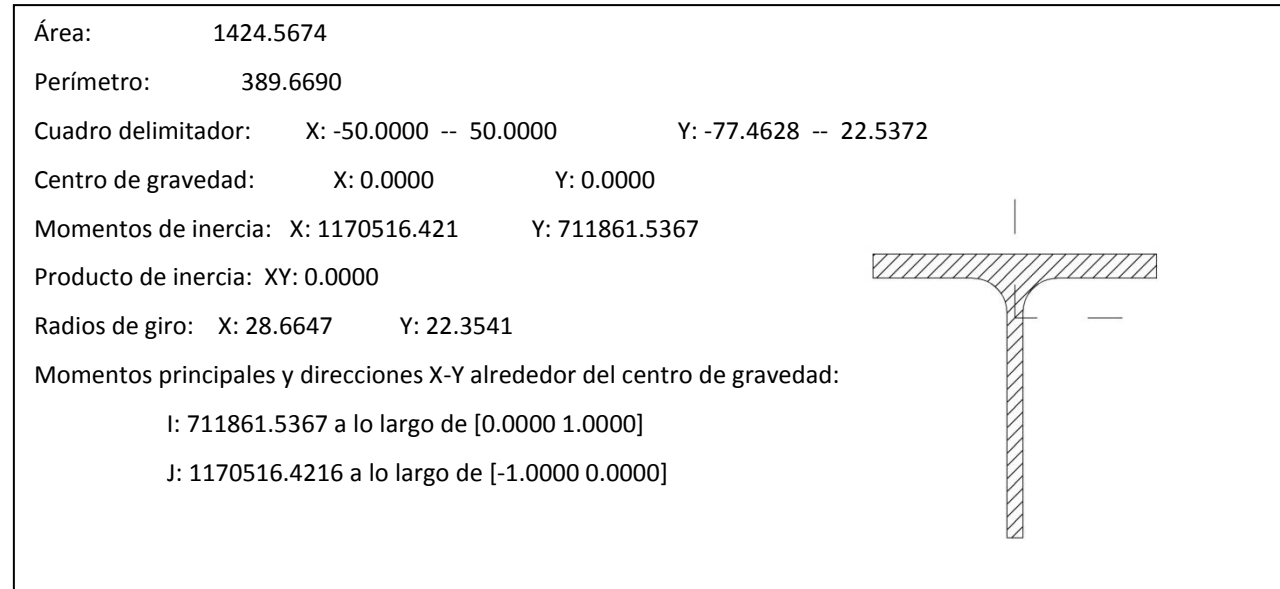 Área: 1424.5674
Perímetro: 389.6690
Cuadro delimitador: X: -50.0000 -- 50.0000 Y: -77.4628 -- 22.5372
Centro de gravedad: X: 0.0000 Y: 0.0000
Momentos de inercia: X: 1170516.421 Y: 711861.5367
Producto de inercia: XY: 0.0000
Radios de giro: X: 28.6647 Y: 22.3541
Momentos principales y direcciones X-Y alrededor del centro de gravedad:
I: 711861.5367 a lo largo de [0.0000 1.0000]
J: 1170516.4216 a lo largo de [-1.0000 0.0000]